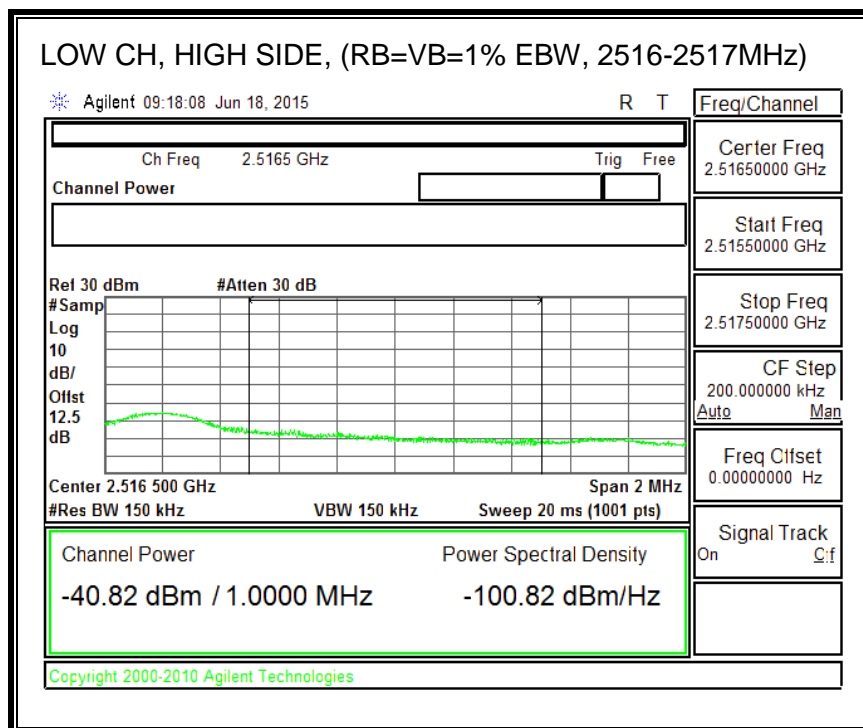 LOW CH, HIGH SIDE, (RB=VB=1% EBW, 2516-2517MHz)
Agilent 09:18:08 Jun 18, 2015 R T
Freq/Channel
Ch Freq 2.5165 GHz Trig Free
Channel Power
Center Freq
2.51650000 GHz
Start Freq
2.51550000 GHz
Stop Freq
2.51750000 GHz
CF Step
200.000000 kHz
Auto Man
Freq Offset
0.00000000 Hz
Signal Track
On Off
Ref 30 dBm #Atten 30 dB
#Samp
Log
10
dB/
Offst
12.5
dB
Center 2.516 500 GHz Span 2 MHz
#Res BW 150 kHz VBW 150 kHz Sweep 20 ms (1001 pts)
Channel Power Power Spectral Density
-40.82 dBm / 1.0000 MHz -100.82 dBm/Hz
Copyright 2000-2010 Agilent Technologies